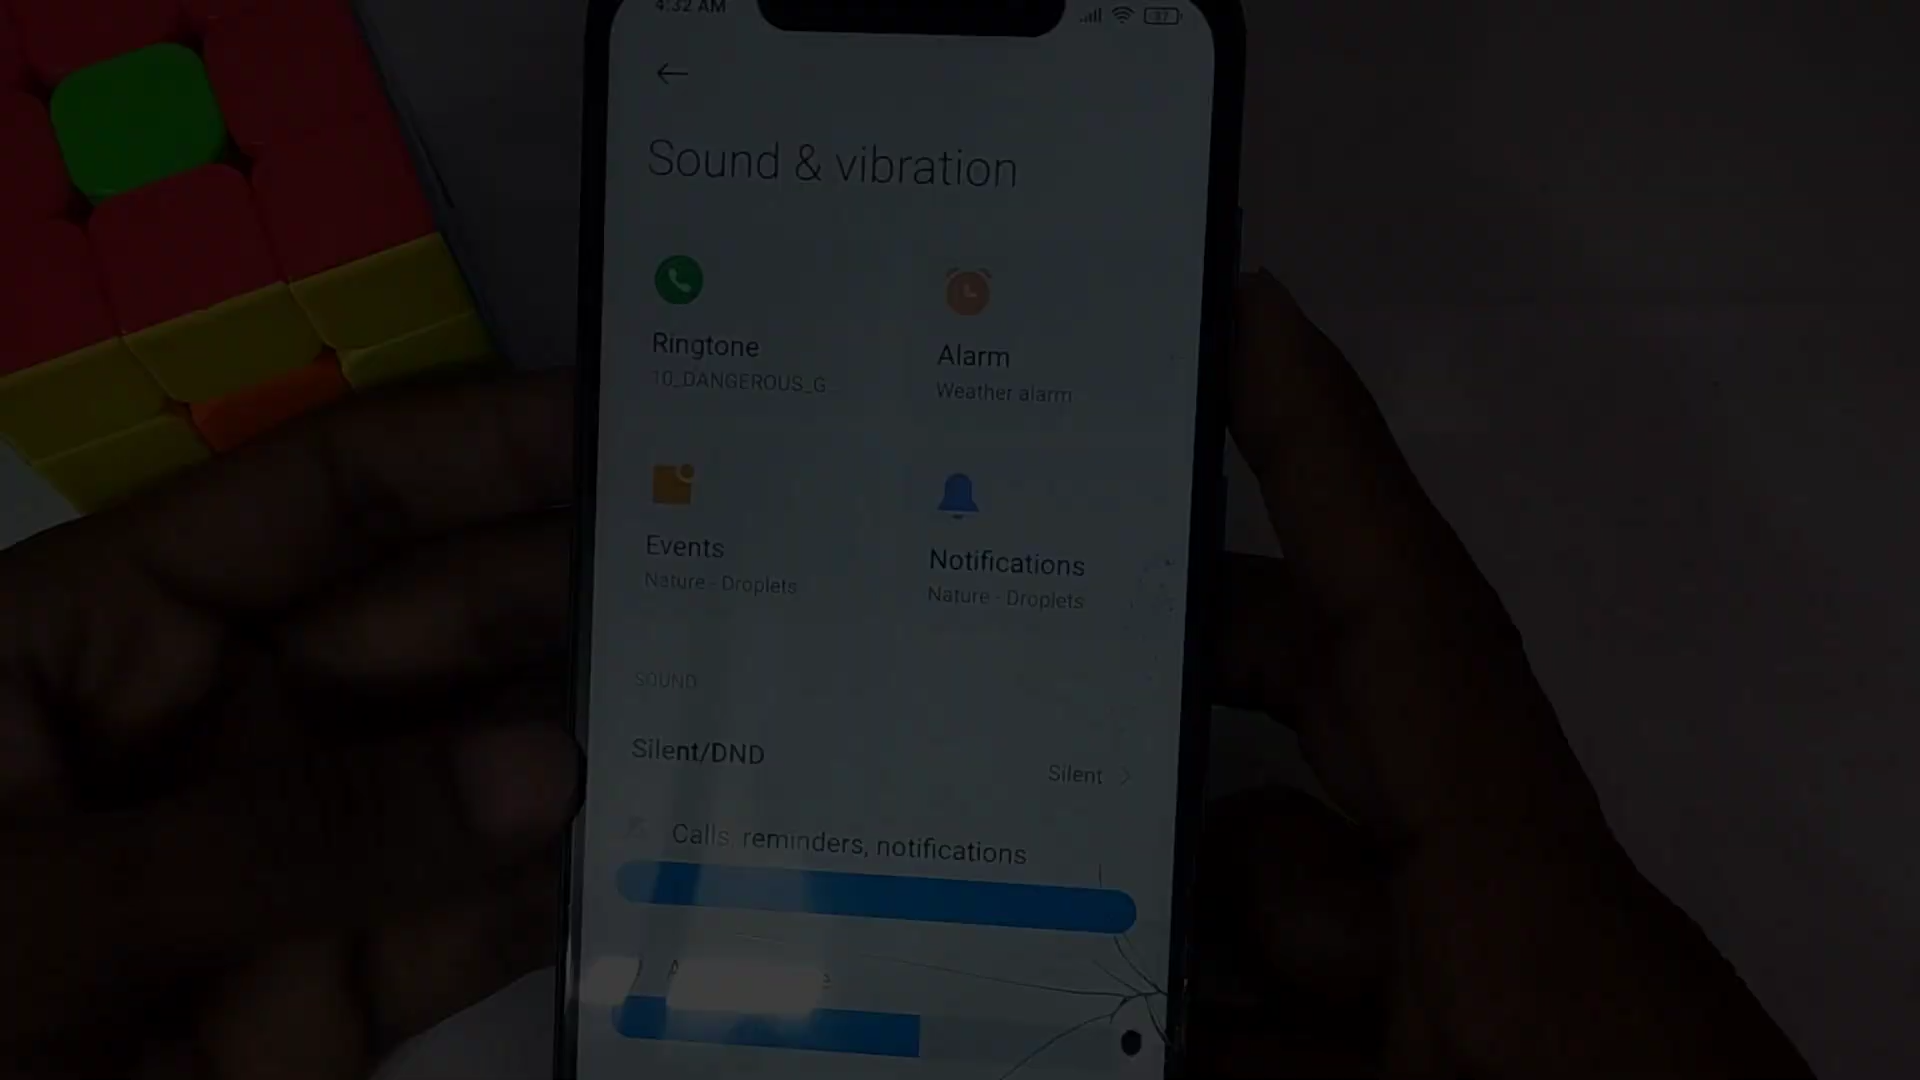 4:32 AM
37
Sound & vibration
Ringtone
10_DANGEROUS_G
Alarm
Weather alarm
Events
Nature - Droplets
Notifications
Nature - Droplets
SOUND
Silent/DND
Silent
Calls, reminders, notifications